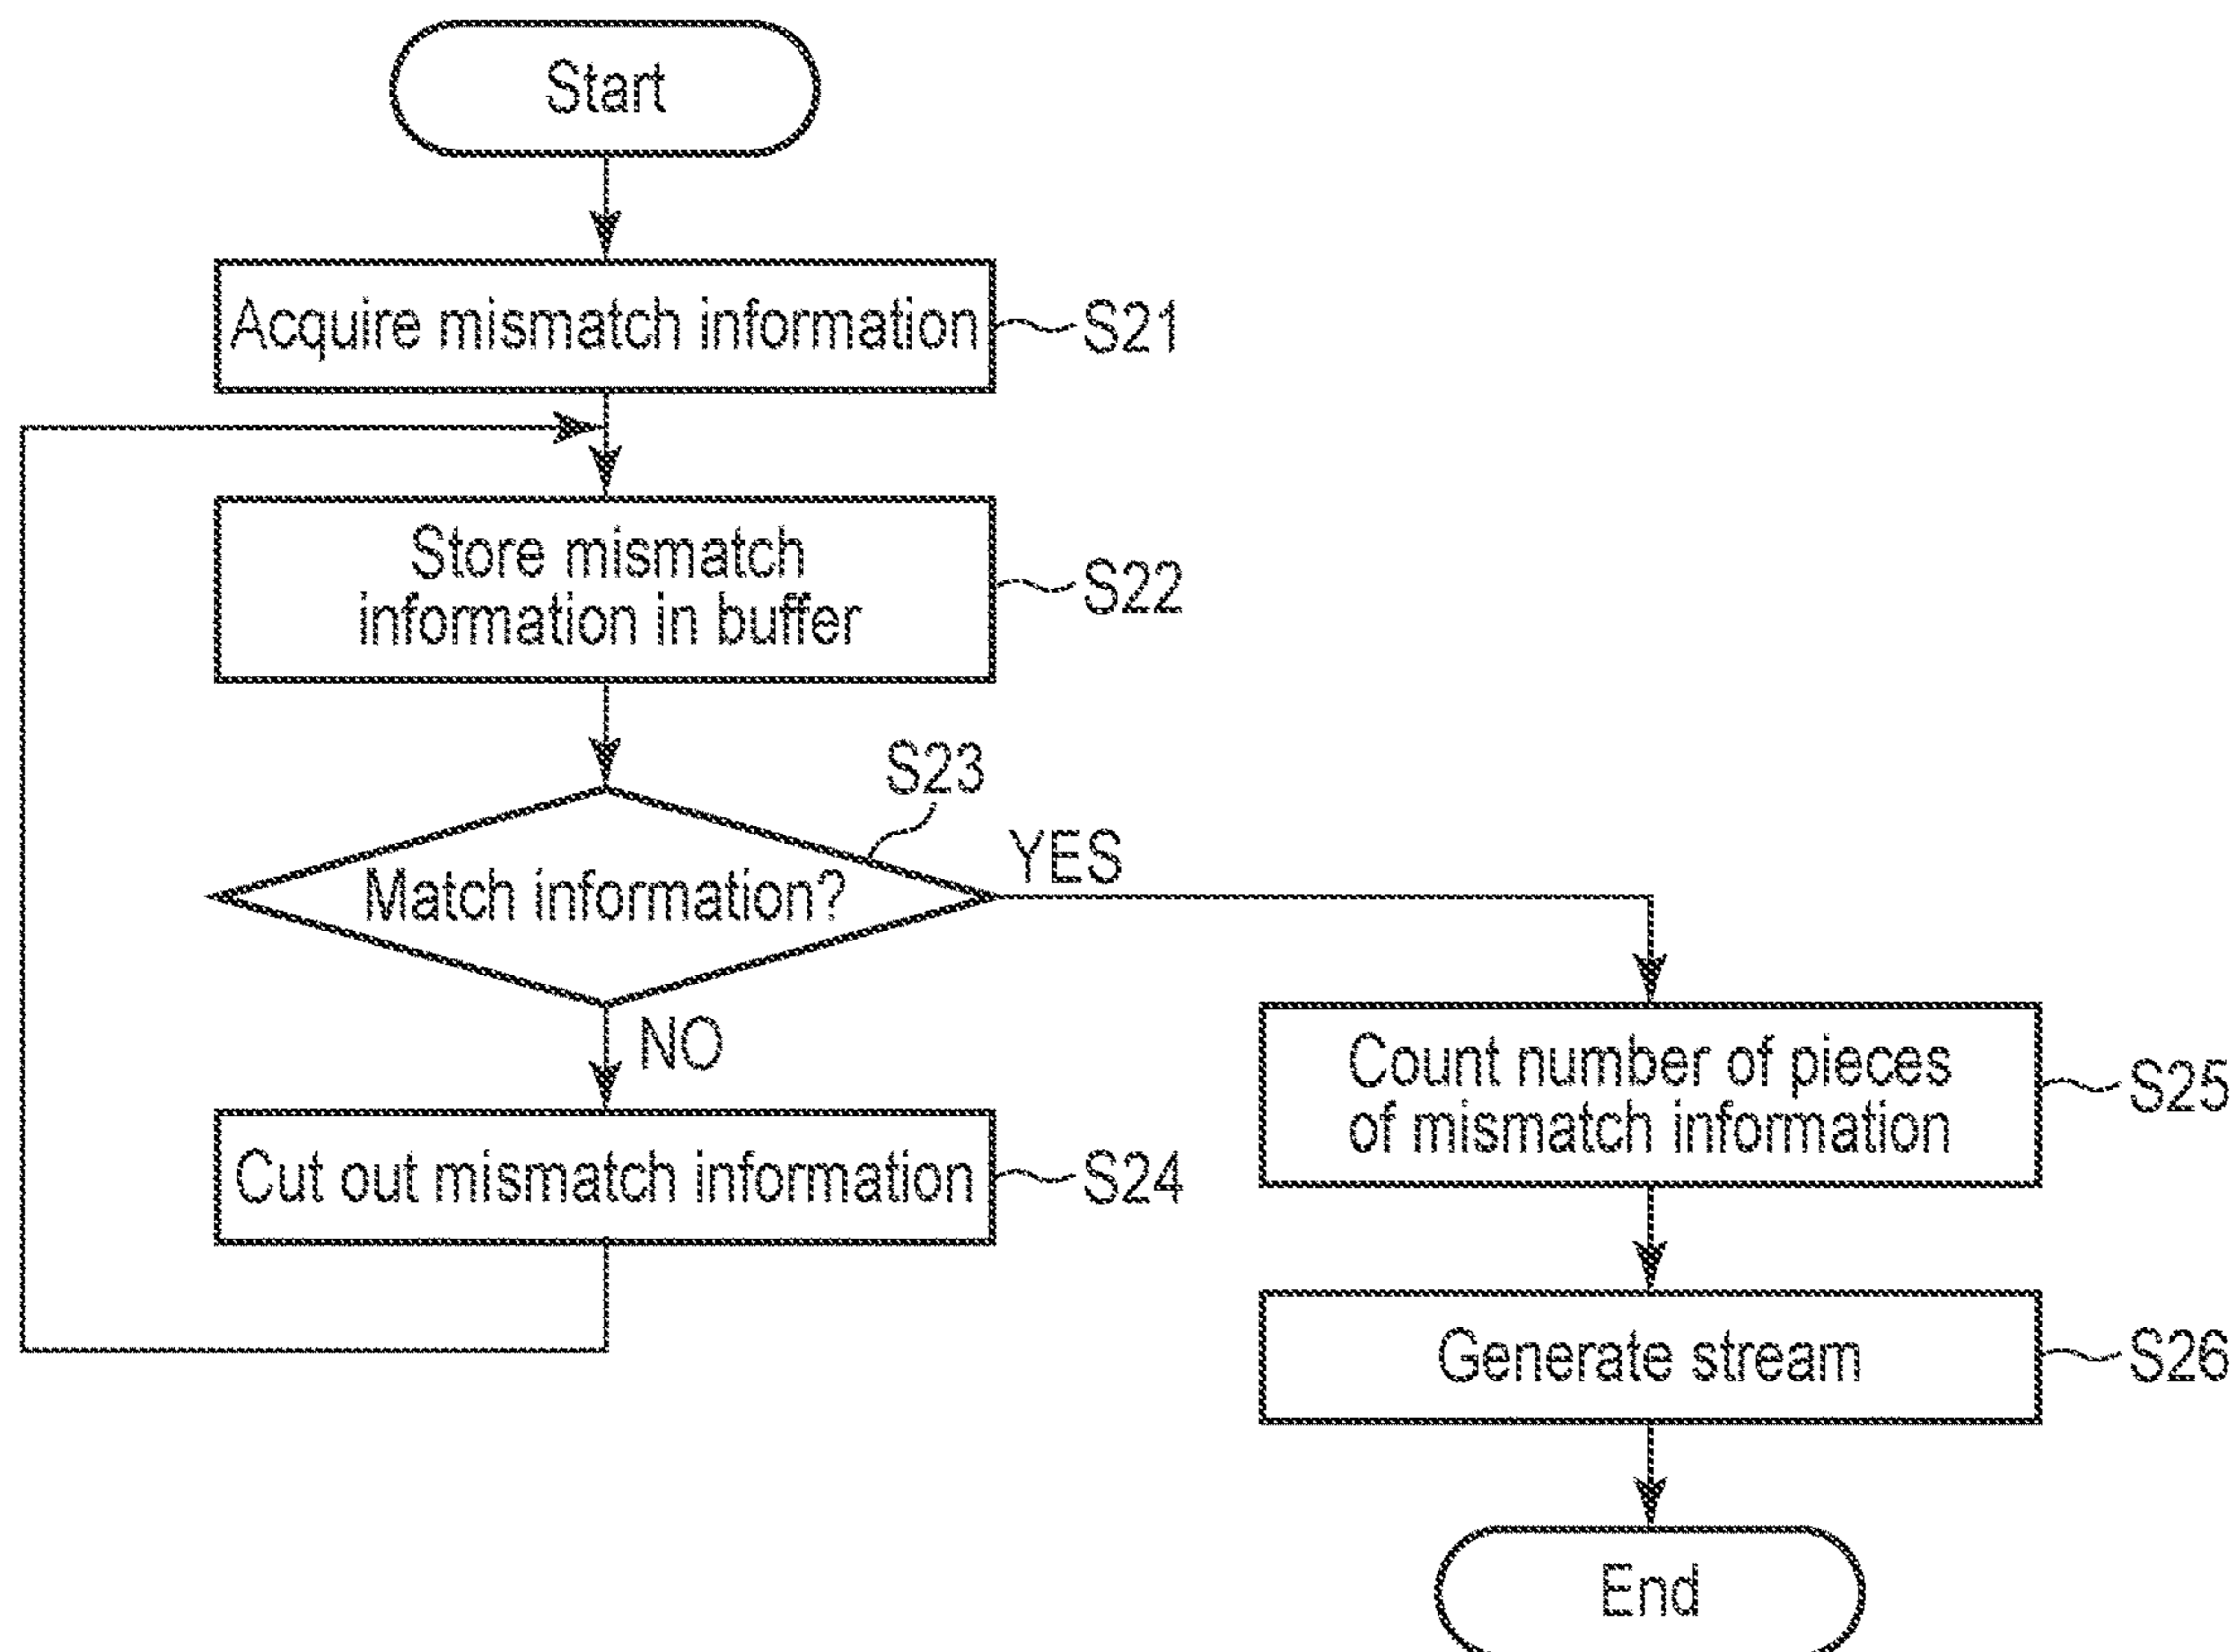 Start
Acquire mismatch information
S21
Store mismatch
information in buffer
S22
S23
Match information?
YES
NO
Cut out mismatch information
S24
Count number of pieces
of mismatch information
S25
Generate stream
S26
End